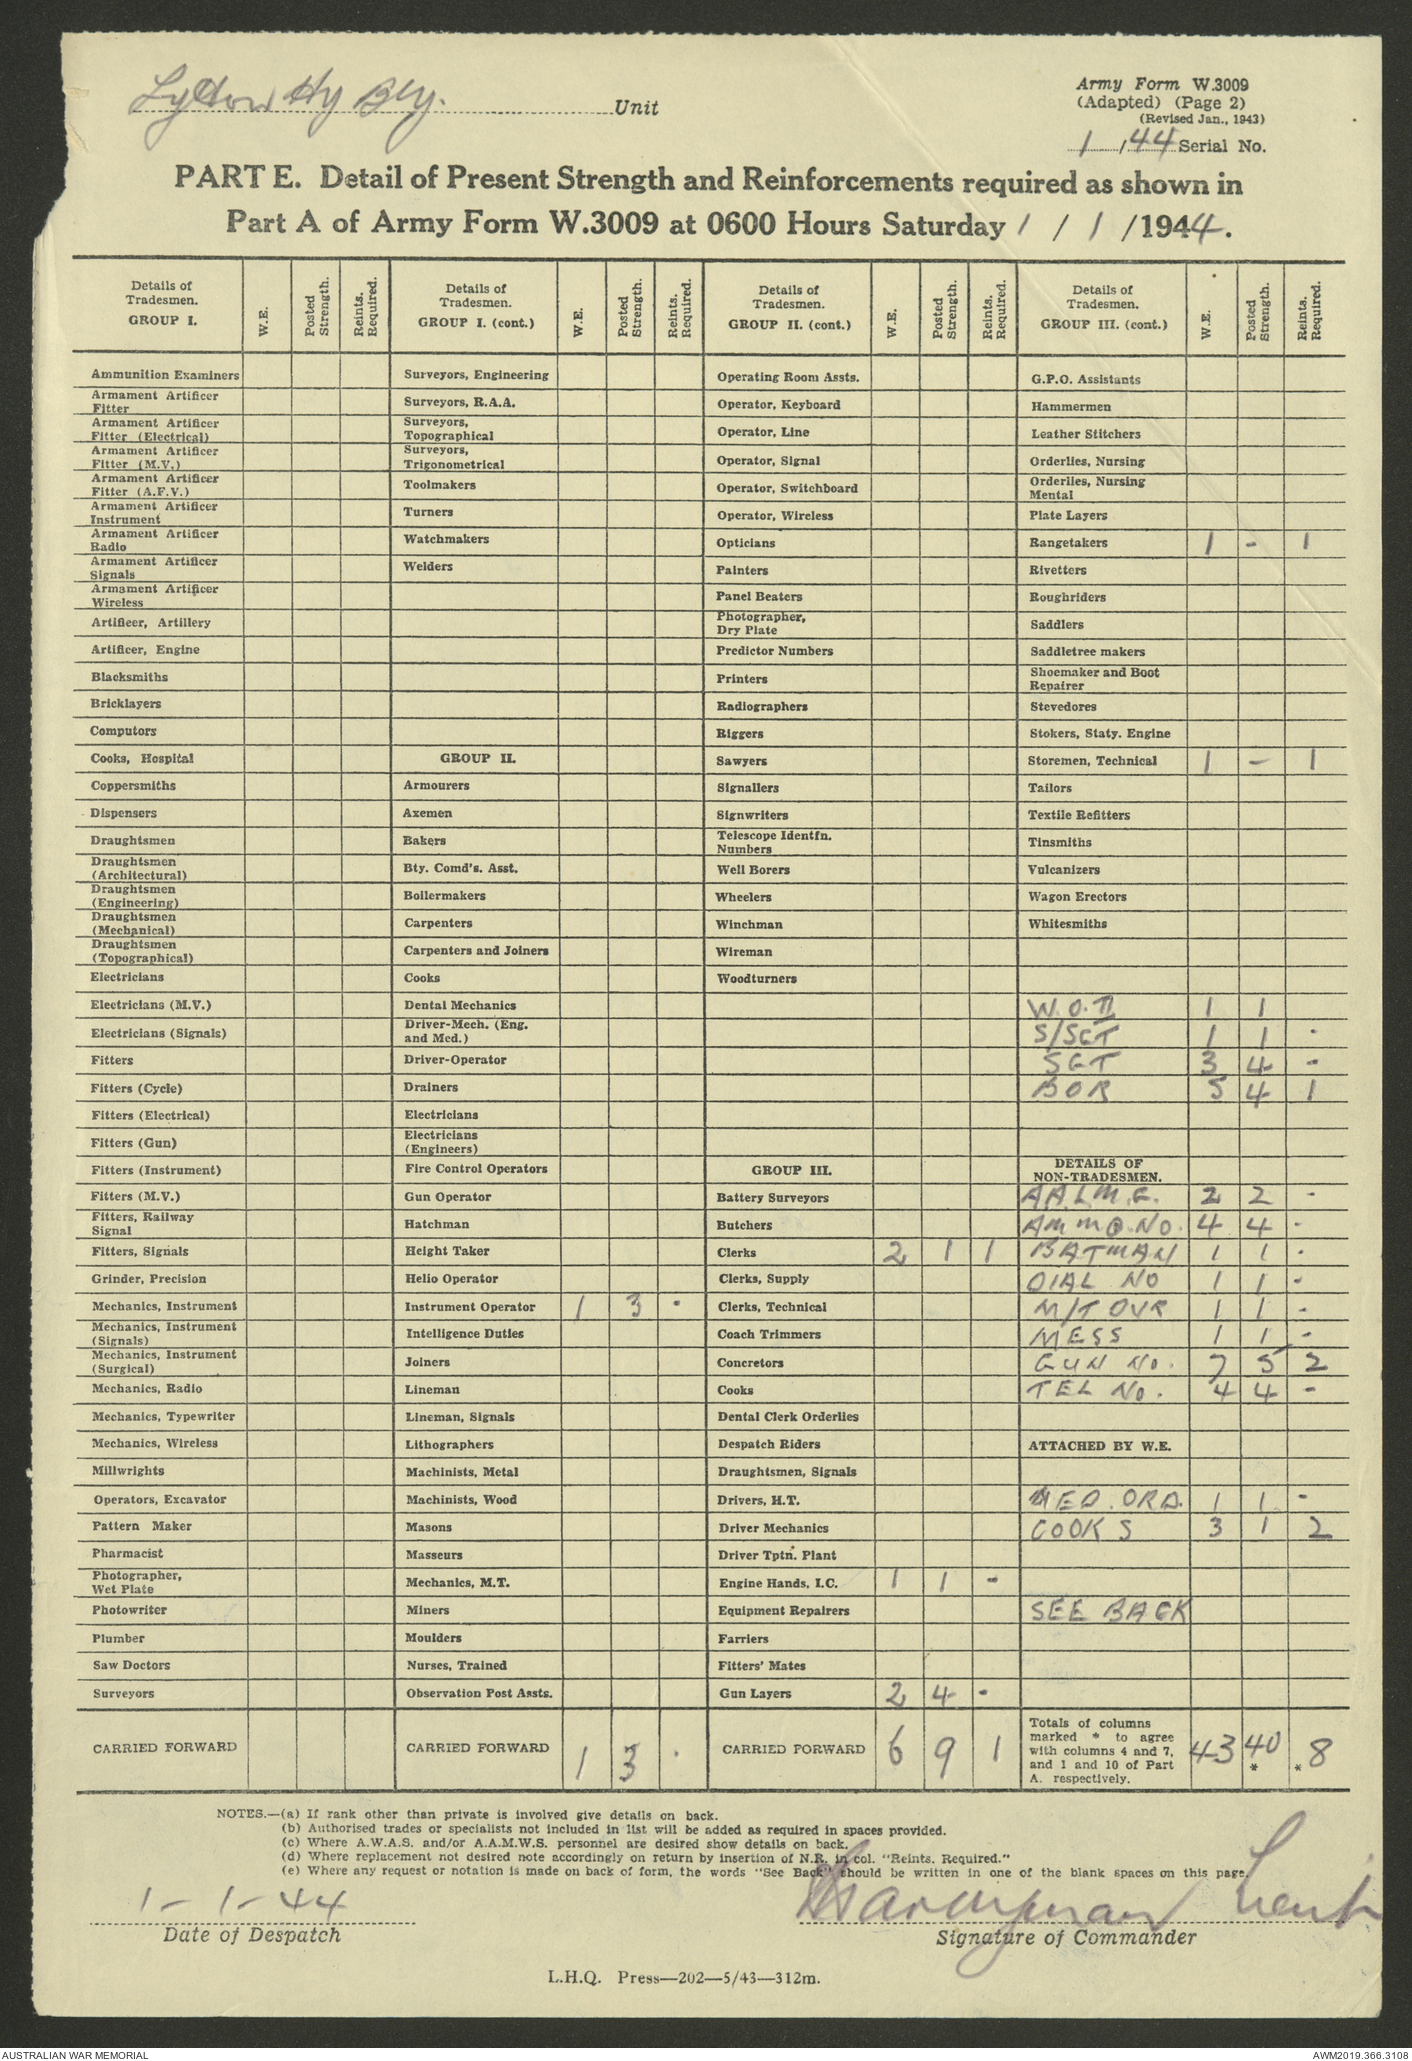 Lytton Hy Bty. Unit
Army Form W.3009
(Adapted) (Page 2)
(Revised Jan., 1943)
1/44 Serial No.
PART E. Detail of Present Strength and Reinforcements required as shown in
Part A of Army Form W.3009 at 0600 Hours Saturday 1 / 1 /1944.
Details of Tradesmen. GROUP I. W.E. Posted Strength. Reints. Required.
Ammunition Examiners
Armament Artificer Fitter
Armament Artificer Fitter (Electrical)
Armament Artificer Fitter (M.V.)
Armament Artificer Fitter (A.F.V.)
Armament Artificer Instrument
Armament Artificer Radio
Armament Artificer Signals
Armament Artificer Wireless
Artificer, Artillery
Artificer, Engine
Blacksmiths
Bricklayers
Computors
Cooks, Hospital
Coppersmiths
Dispensers
Draughtsmen
Draughtsmen (Architectural)
Draughtsmen (Engineering)
Draughtsmen (Mechanical)
Draughtsmen (Topographical)
Electricians
Electricians (M.V.)
Electricians (Signals)
Fitters
Fitters (Cycle)
Fitters (Electrical)
Fitters (Gun)
Fitters (Instrument)
Fitters (M.V.)
Fitters, Railway Signal
Fitters, Signals
Grinder, Precision
Mechanics, Instrument
Mechanics, Instrument (Signals)
Mechanics, Instrument (Surgical)
Mechanics, Radio
Mechanics, Typewriter
Mechanics, Wireless
Millwrights
Operators, Excavator
Pattern Maker
Pharmacist
Photographer, Wet Plate
Photowriter
Plumber
Saw Doctors
Surveyors
CARRIED FORWARD
Details of Tradesmen. GROUP I. (cont.) W.E. Posted Strength. Reints. Required.
Surveyors, Engineering
Surveyors, R.A.A.
Surveyors, Topographical
Surveyors, Trigonometrical
Toolmakers
Turners
Watchmakers
Welders
GROUP II.
Armourers
Axemen
Bakers
Bty. Comd's. Asst.
Boilermakers
Carpenters
Carpenters and Joiners
Cooks
Dental Mechanics
Driver-Mech. (Eng. and Med.)
Driver-Operator
Drainers
Electricians
Electricians (Engineers)
Fire Control Operators
Gun Operator
Hatchman
Height Taker
Helio Operator
Instrument Operator 1 3 -
Intelligence Duties
Joiners
Lineman
Lineman, Signals
Lithographers
Machinists, Metal
Machinists, Wood
Masons
Masseurs
Mechanics, M.T.
Miners
Moulders
Nurses, Trained
Observation Post Assts.
CARRIED FORWARD 1 3 .
Details of Tradesmen. GROUP II. (cont) W.E. Posted Strength. Reints. Required.
Operating Room Assts.
Operator, Keyboard
Operator, Line
Operator, Signal
Operator, Switchboard
Operator, Wireless
Opticians
Painters
Panel Beaters
Photographer, Dry Plate
Predictor Numbers
Printers
Radiographers
Riggers
Sawyers
Signallers
Signwriters
Telescope Identfn. Numbers
Well Borers
Wheelers
Winchman
Wireman
Woodturners
GROUP III.
Battery Surveyors
Butchers
Clerks 2 1 1
Clerks, Supply
Clerks, Technical
Coach Trimmers
Concretors
Cooks
Dental Clerk Orderlies
Despatch Riders
Draughtsmen, Signals
Drivers, H.T.
Driver Mechanics
Driver Tptn. Plant
Engine Hands, I.C. 1 1 -
Equipment Repairers
Farriers
Fitters' Mates
Gun Layers 2 4 -
CARRIED FORWARD 6 9 1
Details of Tradesmen. GROUP III. (cont.) W.E. Posted Strength. Reints. Required.
G.P.O. Assistants
Hammermen
Leather Stitchers
Orderlies, Nursing
Orderlies, Nursing Mental
Plate Layers
Rangetakers 1 - 1
Rivetters
Roughriders
Saddlers
Saddletree makers
Shoemaker and Boot Repairer
Stevedores
Stokers, Staty. Engine
Storemen, Technical 1 - 1
Tailors
Textile Refitters
Tinsmiths
Vulcanizers
Wagon Erectors
Whitesmiths
W.O.II 1 1
S/SGT 1 1 -
SGT 3 4 -
BDR 5 4 1
DETAILS OF NON-TRADESMEN.
AA.L.M.G. 2 2 -
AMMO.NO. 4 4 -
BATMAN 1 1 -
DIAL NO 1 1 -
M/T DVR 1 1 -
MESS 1 1 -
GUN No. 7 5 2
TEL No. 4 4 -
ATTACHED BY W.E.
MED. ORD. 1 1 -
COOKS 3 1 2
SEE BACK
Totals of columns marked * to agree with columns 4 and 7, and 1 and 10 of Part A. respectively. 43 40 * * 8
NOTES.—(a) If rank other than private is involved give details on back.
(b) Authorised trades or specialists not included in list will be added as required in spaces provided.
(c) Where A.W.A.S. and/or A.A.M.W.S. personnel are desired show details on back.
(d) Where replacement not desired note accordingly on return by insertion of N.R. in col. "Reints. Required."
(e) Where any request or notation is made on back of form, the words "See Back" should be written in one of the blank spaces on this page.
1-1-44
Lieut
Date of Despatch
Signature of Commander
L.H.Q. Press—202—5/43—312m.
AUSTRALIAN WAR MEMORIAL
AWM2019.366.3108